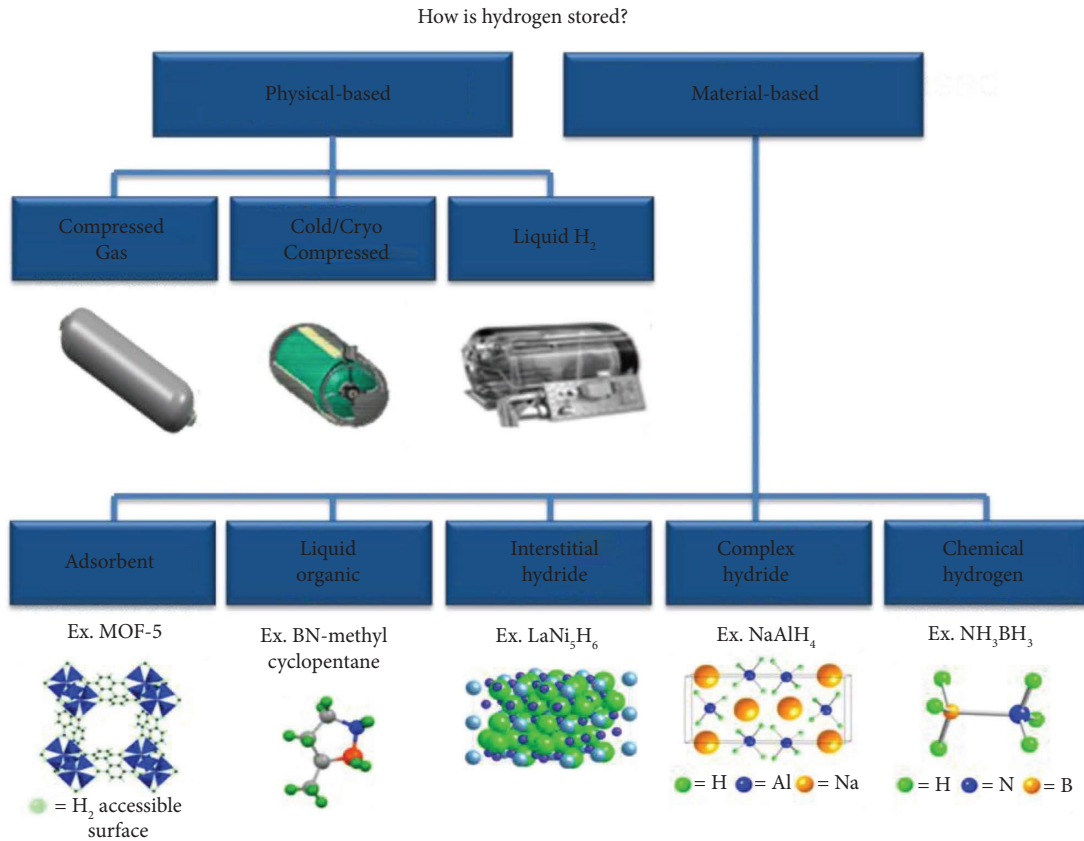 How is hydrogen stored?
Physical-based
Material-based
Compressed
Gas
Cold/Cryo
Compressed
Liquid H₂
Adsorbent
Liquid
organic
Interstitial
hydride
Complex
hydride
Chemical
hydrogen
Ex. MOF-5
Ex. BN-methyl
cyclopentane
Ex. LaNi₅H₆
Ex. NaAlH₄
Ex. NH₃BH₃
= H₂ accessible
surface
= H = Al = Na
= H = N = B